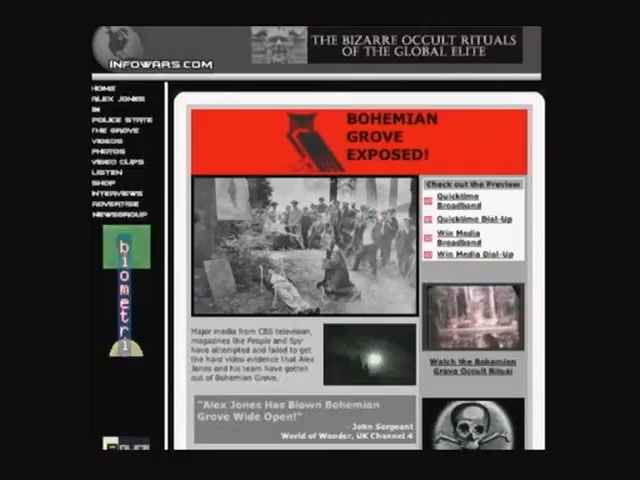 INFOWARS.COM
THE BIZARRE OCCULT RITUALS
OF THE GLOBAL ELITE
HOME
ALEX JONES
POLICE STATE
THE GROVE
VIDEOS
PHOTOS
VIDEO CLIPS
LISTEN
SHOP
INTERVIEWS
ADVERTISE
NEWSGROUP
biometri
BOHEMIAN
GROVE
EXPOSED!
Check out the Preview
Quicktime
Broadband
Quicktime Dial-Up
Win Media
Broadband
Win Media Dial-Up
Major media from CBS television,
magazines like People and Spy
have attempted and failed to get
the hard video evidence that Alex
Jones and his team have gotten
out of Bohemian Grove.
Watch the Bohemian
Grove Occult Ritual
"Alex Jones Has Blown Bohemian
Grove Wide Open!"
- John Sergeant
World of Wonder, UK Channel 4